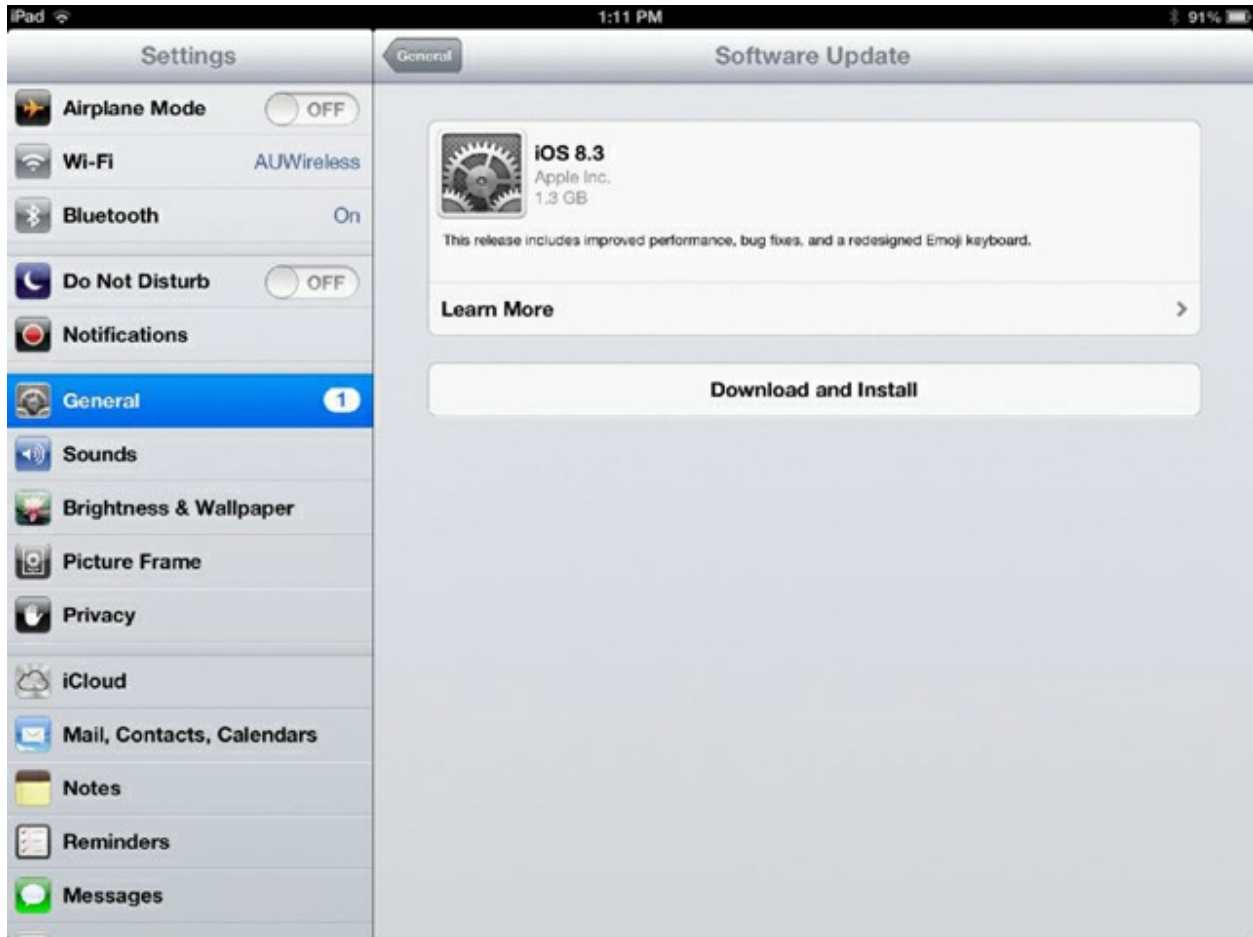 iPad 1:11 PM 91%
Settings
Airplane Mode OFF
Wi-Fi AUWireless
Bluetooth On
Do Not Disturb OFF
Notifications
General 1
Sounds
Brightness & Wallpaper
Picture Frame
Privacy
iCloud
Mail, Contacts, Calendars
Notes
Reminders
Messages
General Software Update
iOS 8.3
Apple Inc.
1.3 GB
This release includes improved performance, bug fixes, and a redesigned Emoji keyboard.
Learn More
Download and Install